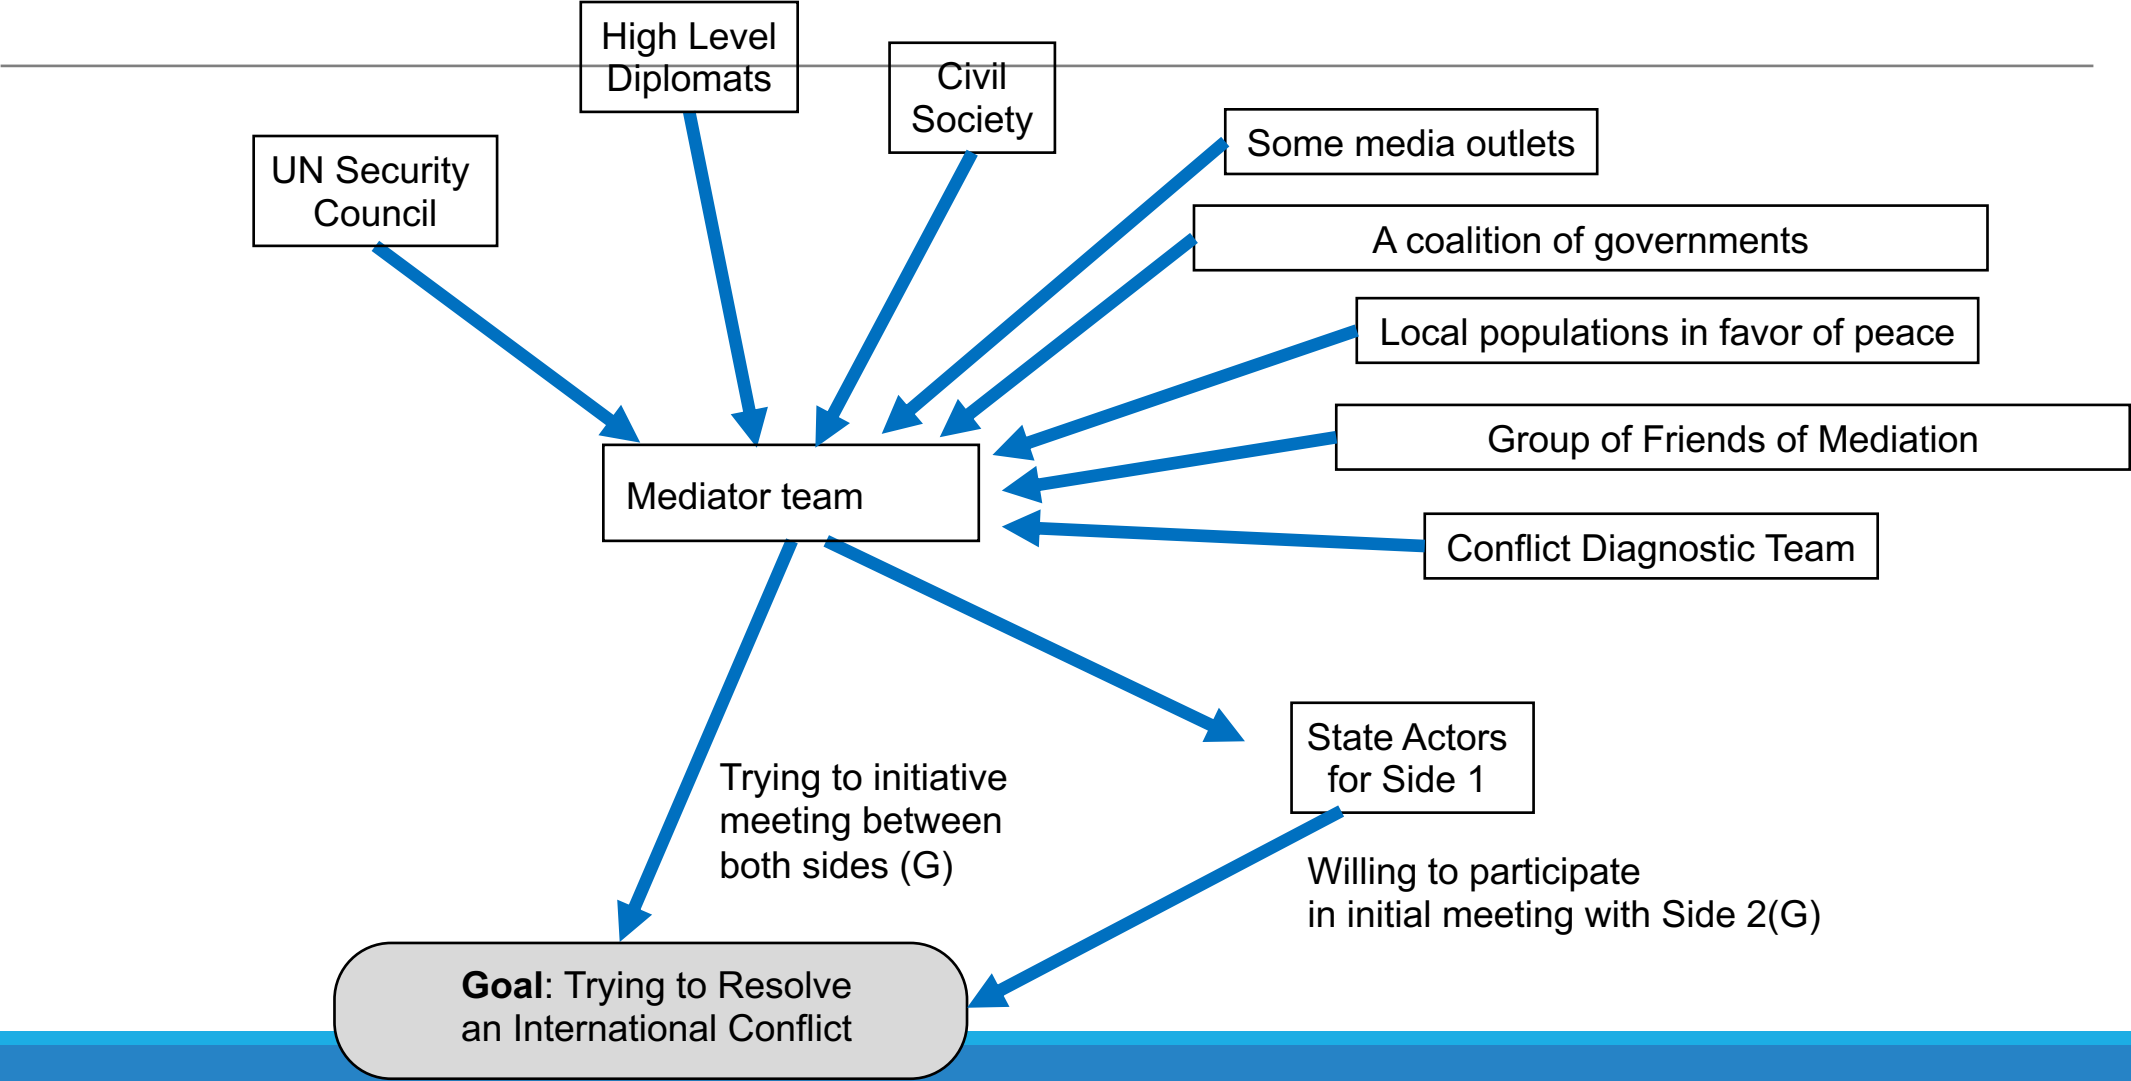 High Level
Diplomats
Civil
Society
UN Security
Council
Some media outlets
A coalition of governments
Local populations in favor of peace
Group of Friends of Mediation
Mediator team
Conflict Diagnostic Team
State Actors
for Side 1
Trying to initiative
meeting between
both sides (G)
Willing to participate
in initial meeting with Side 2(G)
Goal: Trying to Resolve
an International Conflict